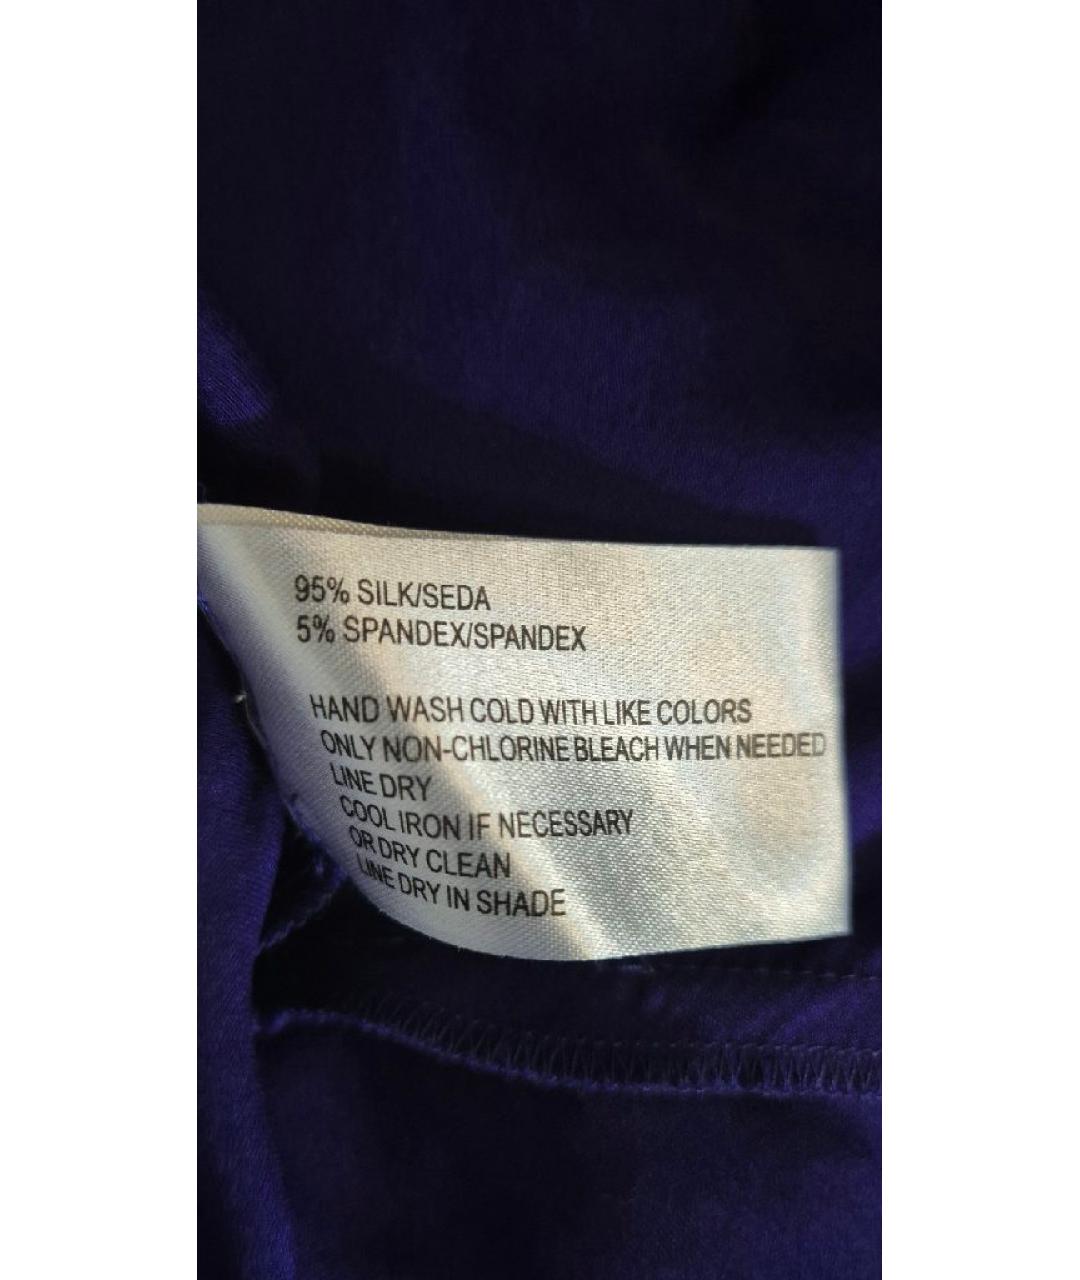 95% SILK/SEDA
5% SPANDEX/SPANDEX
HAND WASH COLD WITH LIKE COLORS
ONLY NON-CHLORINE BLEACH WHEN NEEDED
LINE DRY
COOL IRON IF NECESSARY
OR DRY CLEAN
LINE DRY IN SHADE